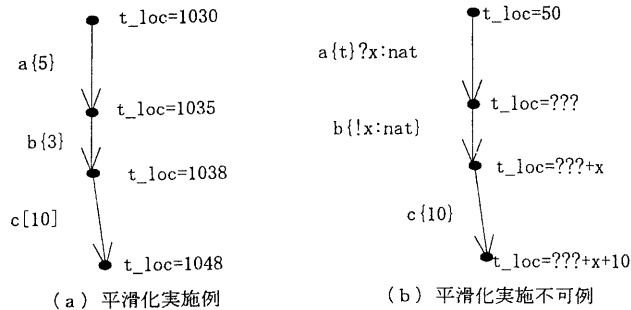 t_loc=1030
a{5}
t_loc=1035
b{3}
t_loc=1038
c[10]
t_loc=1048
(a) 平滑化実施例
t_loc=50
a{t}?x:nat
t_loc=???
b{!x:nat}
t_loc=???+x
c{10}
t_loc=???+x+10
(b) 平滑化実施不可例